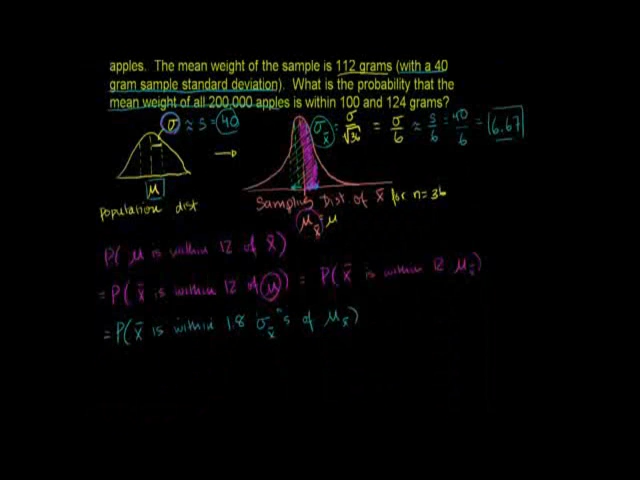 apples. The mean weight of the sample is 112 grams (with a 40
gram sample standard deviation). What is the probability that the
mean weight of all 200,000 apples is within 100 and 124 grams?
σ ≈ s = 40
σx̄ = σ/√36 = σ/6 ≈ s/6 = 40/6 = 6.67
μ
population dist
Sampling Dist. of x̄ for n=36
μx̄ = μ
P( μ is within 12 of x̄ )
= P( x̄ is within 12 of μ ) = P( x̄ is within 12 μx̄ )
= P( x̄ is within 1.8 σx̄'s of μx̄ )